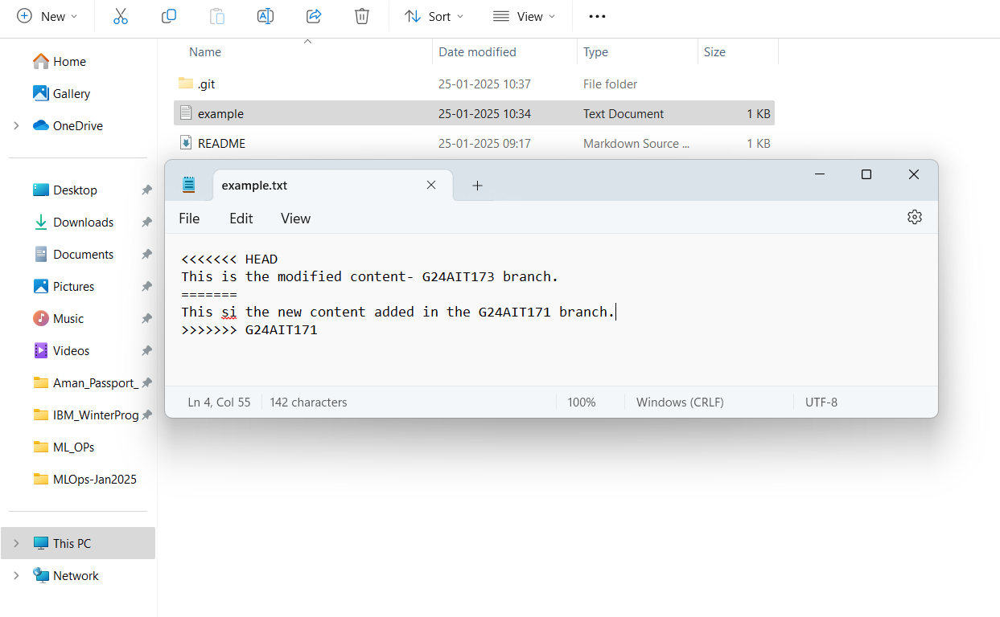 New
Sort
View
Name
Date modified
Type
Size
Home
Gallery
OneDrive
.git
25-01-2025 10:37
File folder
example
25-01-2025 10:34
Text Document
1 KB
README
25-01-2025 09:17
Markdown Source ...
1 KB
Desktop
Downloads
Documents
Pictures
Music
Videos
Aman_Passport_
IBM_WinterProg
ML_OPs
MLOps-Jan2025
This PC
Network
example.txt
File
Edit
View
<<<<<<< HEAD
This is the modified content- G24AIT173 branch.
=======
This si the new content added in the G24AIT171 branch.
>>>>>>> G24AIT171
Ln 4, Col 55
142 characters
100%
Windows (CRLF)
UTF-8